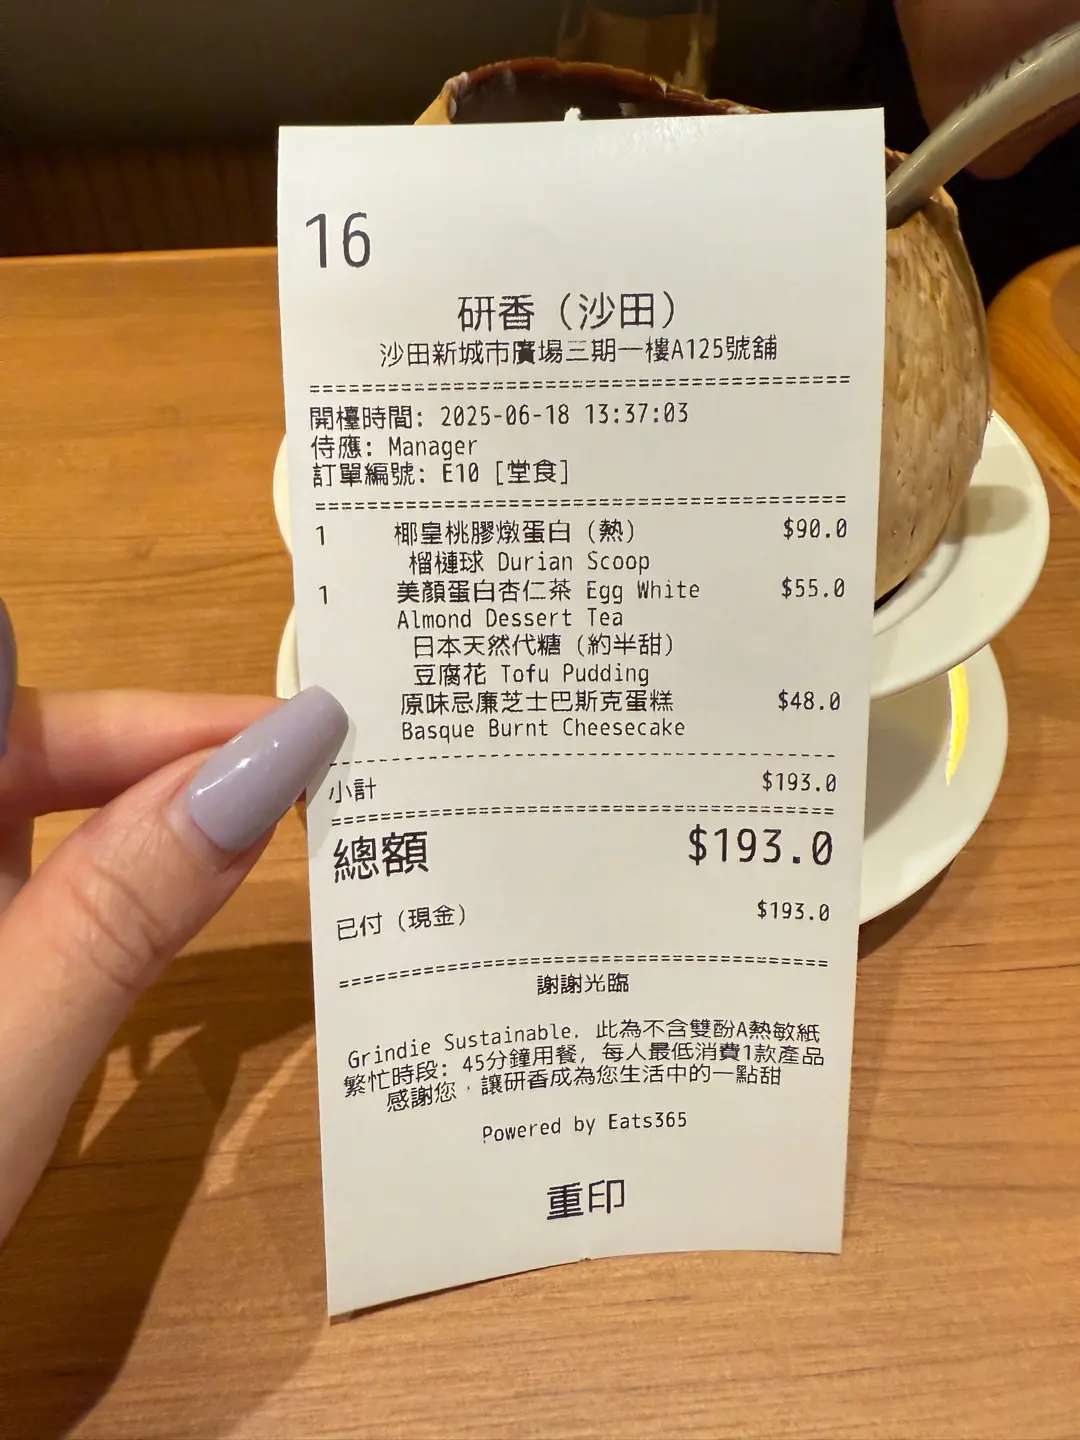 16
研香（沙田）
沙田新城市廣場三期一樓A125號舖
開檯時間: 2025-06-18 13:37:03
侍應: Manager
訂單編號: E10 [堂食]
1 椰皇桃膠燉蛋白（熱） $90.0
榴槤球 Durian Scoop
1 美顏蛋白杏仁茶 Egg White $55.0
Almond Dessert Tea
日本天然代糖（約半甜）
豆腐花 Tofu Pudding
原味忌廉芝士巴斯克蛋糕 $48.0
Basque Burnt Cheesecake
小計 $193.0
總額 $193.0
已付（現金） $193.0
謝謝光臨
Grindie Sustainable. 此為不含雙酚A熱敏紙
繁忙時段: 45分鐘用餐, 每人最低消費1款產品
感謝您，讓研香成為您生活中的一點甜
Powered by Eats365
重印